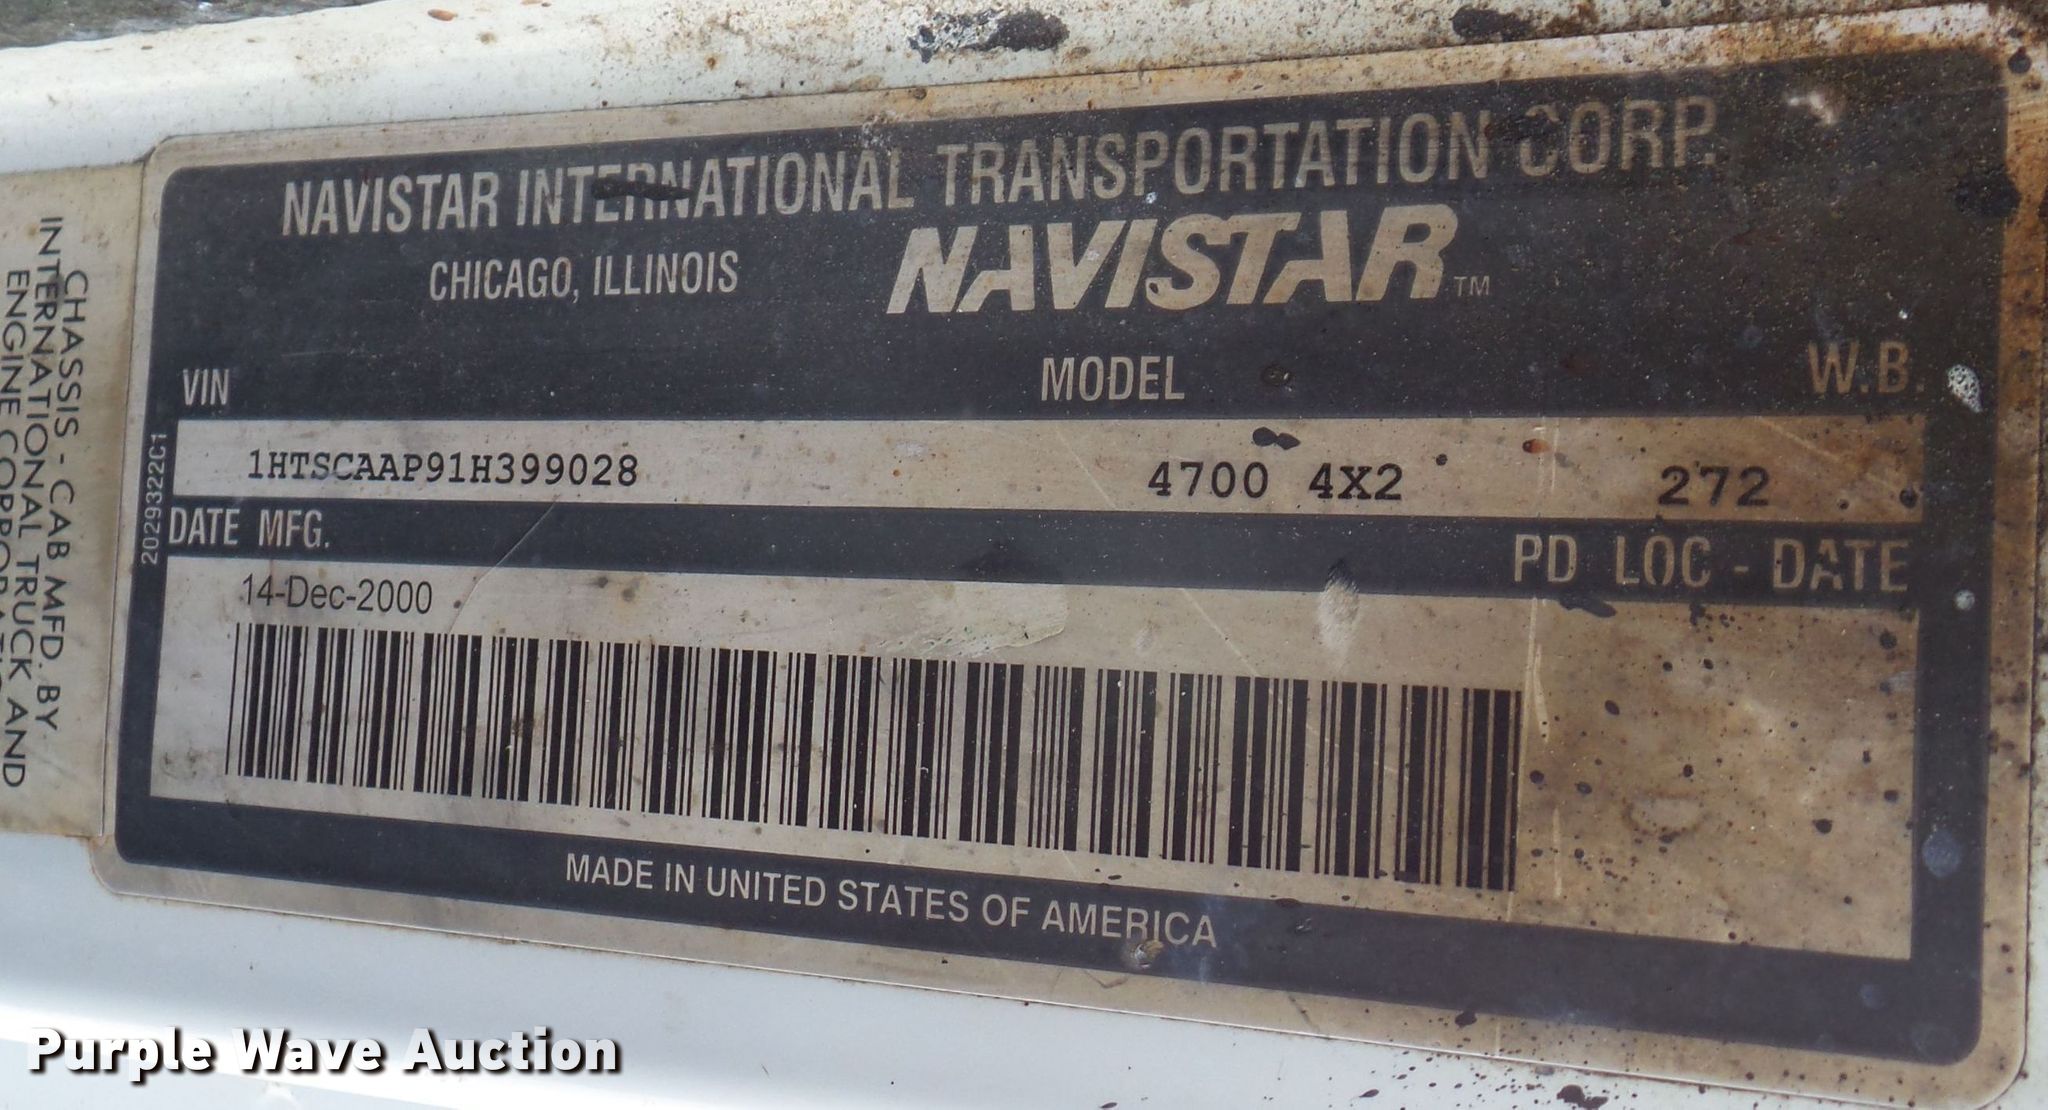 NAVISTAR INTERNATIONAL TRANSPORTATION CORP.
CHICAGO, ILLINOIS
NAVISTAR™
VIN MODEL W.B.
1HTSCAAP91H399028 4700 4X2 272
DATE MFG. PD LOC - DATE
14-Dec-2000
MADE IN UNITED STATES OF AMERICA
2029322C1
CHASSIS - CAB MFD. BY
INTERNATIONAL TRUCK AND
ENGINE CORPORATION
Purple Wave Auction